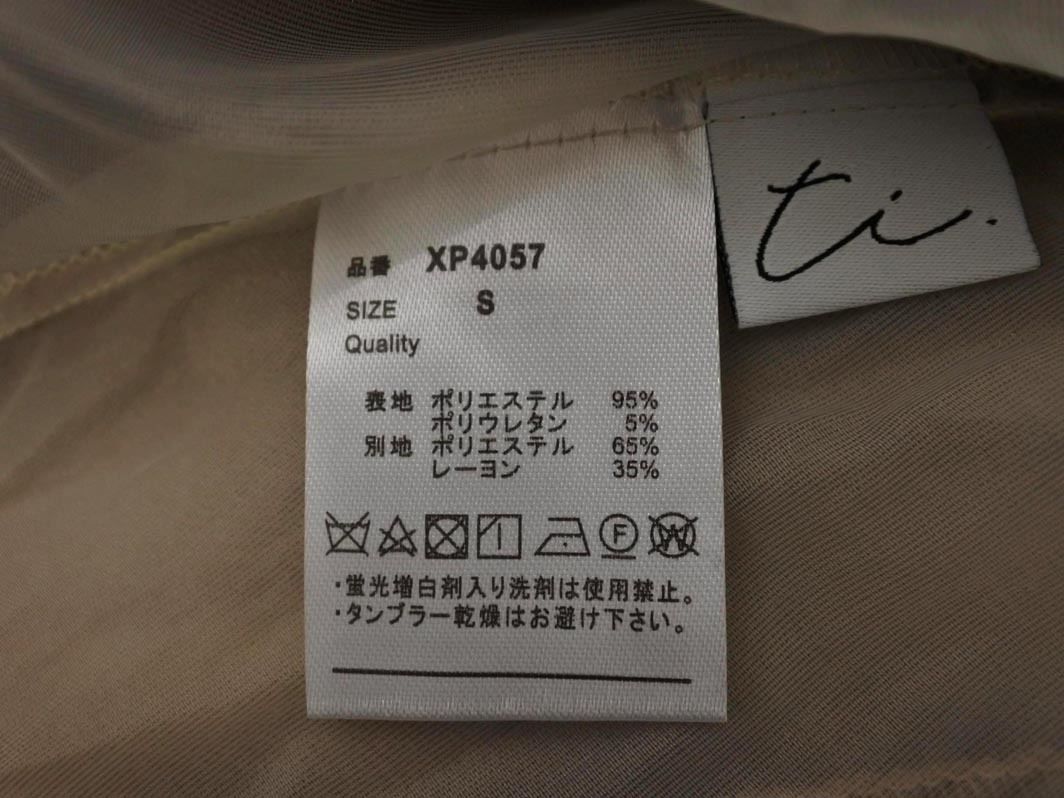 品番 XP4057
SIZE S
Quality
表地 ポリエステル 95%
ポリウレタン 5%
別地 ポリエステル 65%
レーヨン 35%
F W
・蛍光増白剤入り洗剤は使用禁止。
・タンブラー乾燥はお避け下さい。
ti.